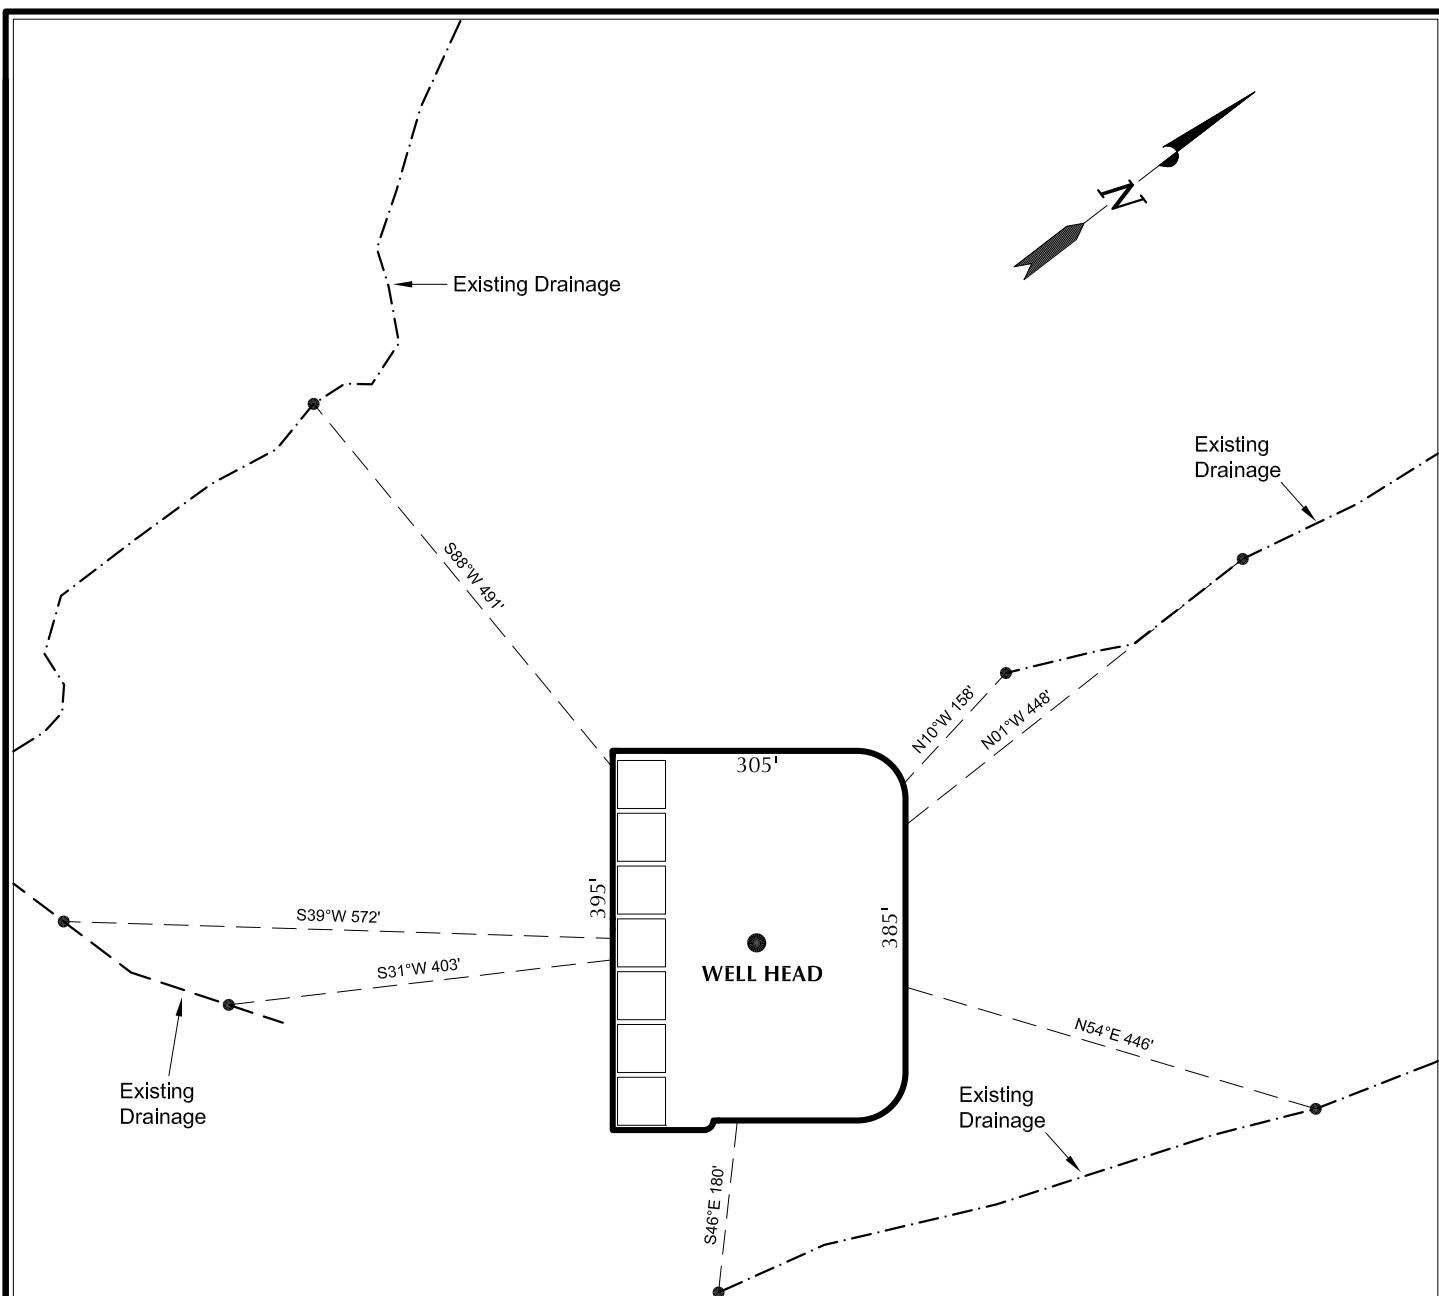 N
Existing Drainage
Existing
Drainage
S88°W 491'
N10°W 158'
N01°W 448'
305'
395'
385'
S39°W 572'
S31°W 403'
WELL HEAD
N54°E 446'
Existing
Drainage
Existing
Drainage
S46°E 180'